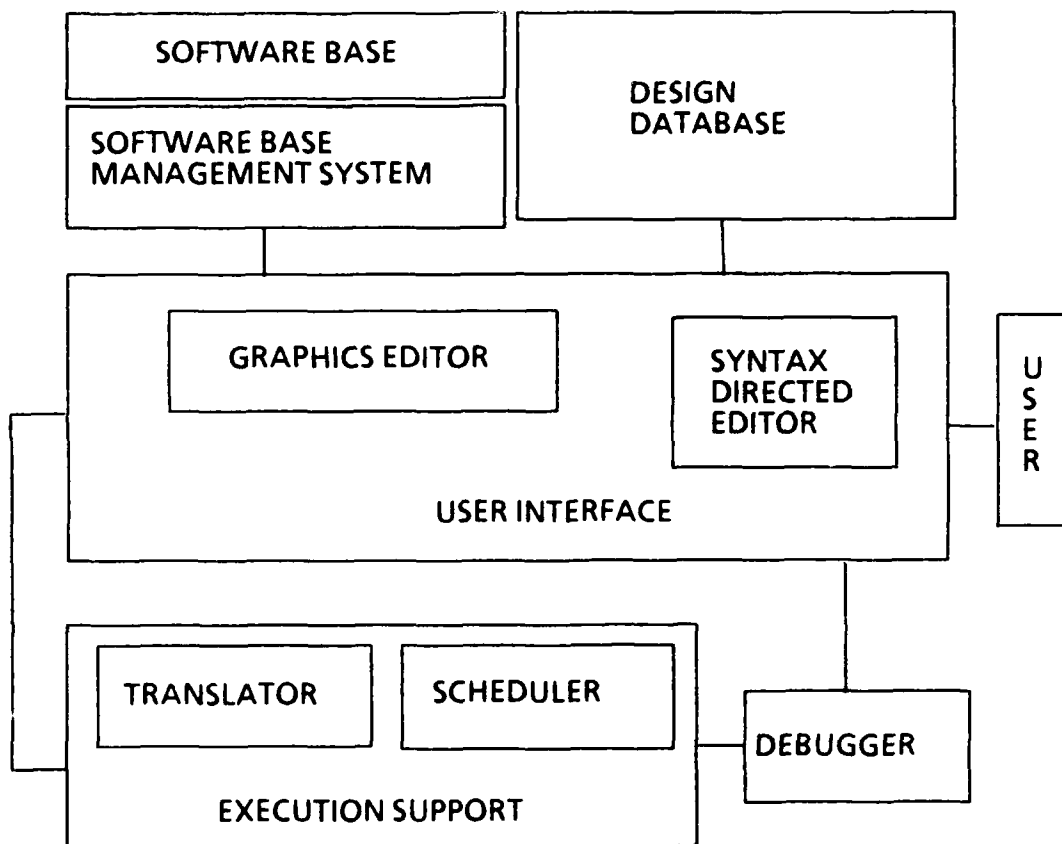 SOFTWARE BASE
SOFTWARE BASE
MANAGEMENT SYSTEM
DESIGN
DATABASE
GRAPHICS EDITOR
SYNTAX
DIRECTED
EDITOR
USER INTERFACE
USER
TRANSLATOR
SCHEDULER
EXECUTION SUPPORT
DEBUGGER